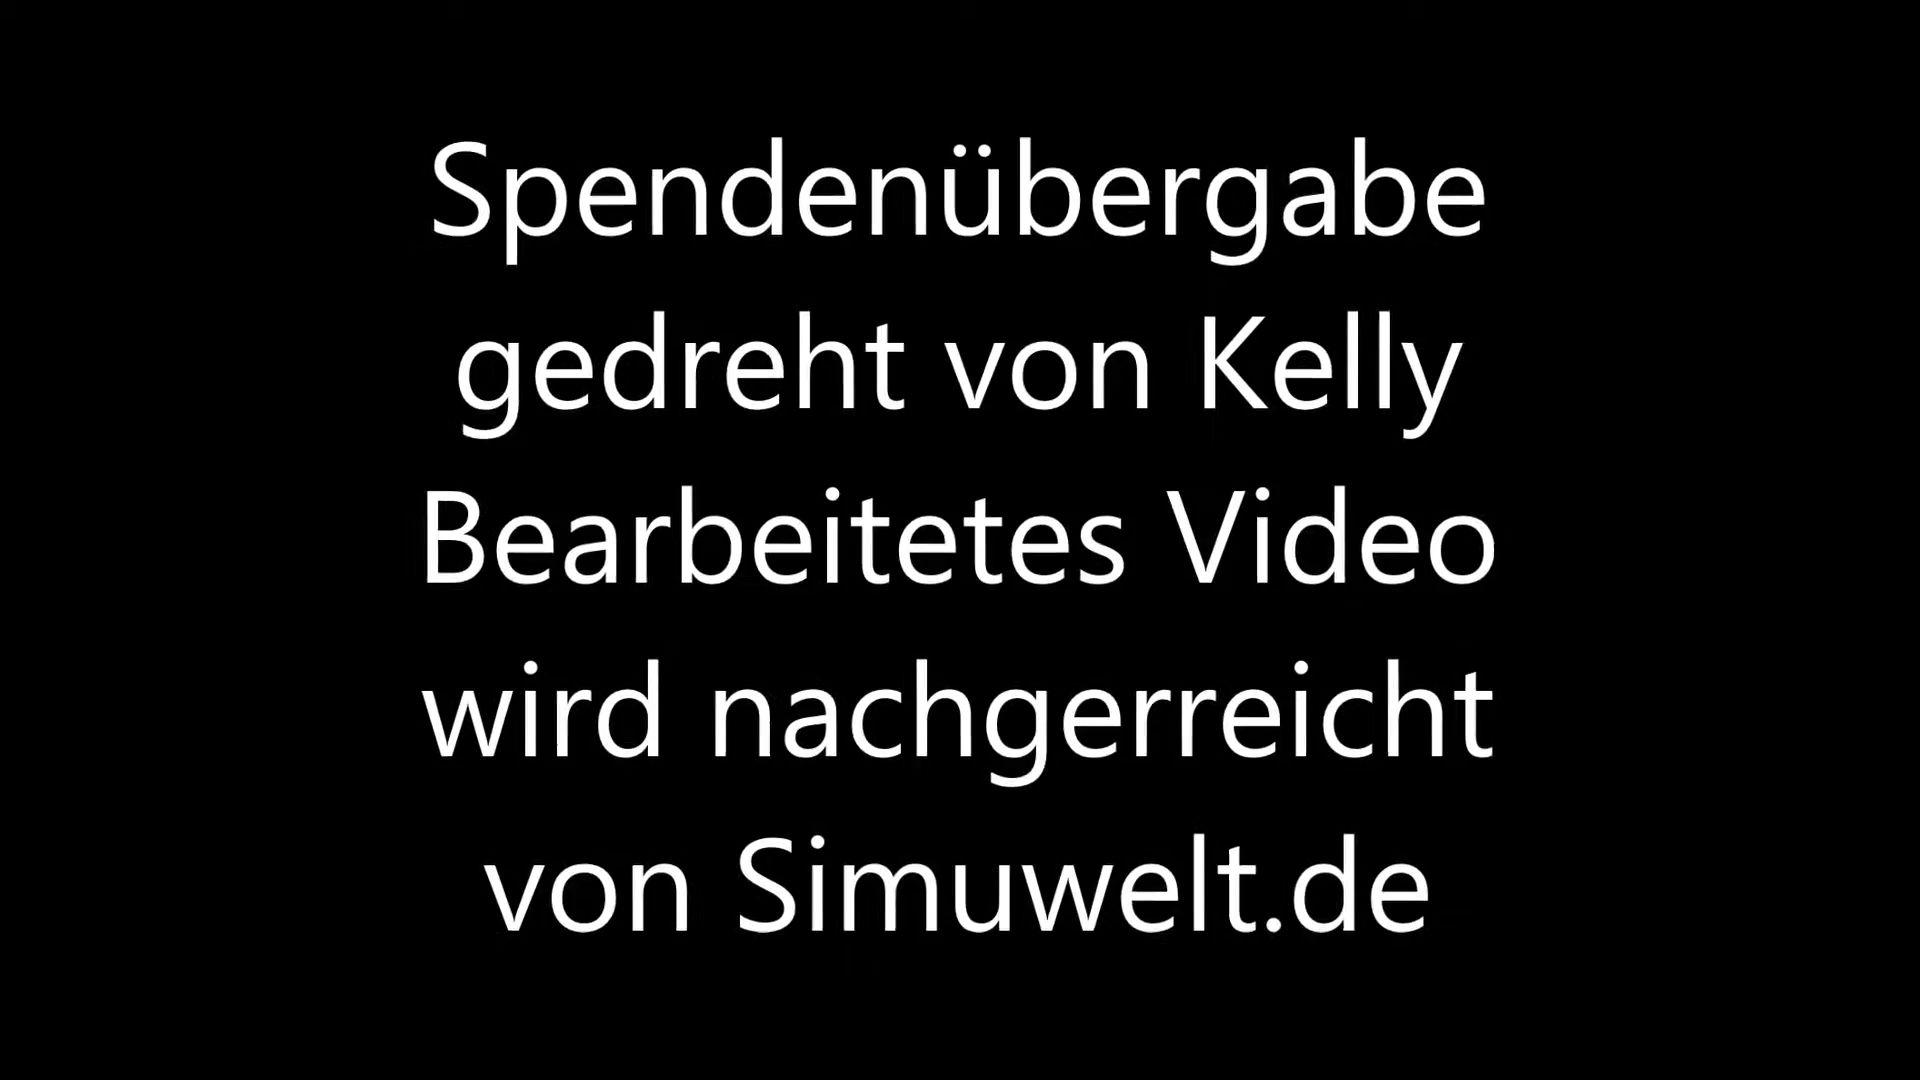 Spendenübergabe
gedreht von Kelly
Bearbeitetes Video
wird nachgerreicht
von Simuwelt.de